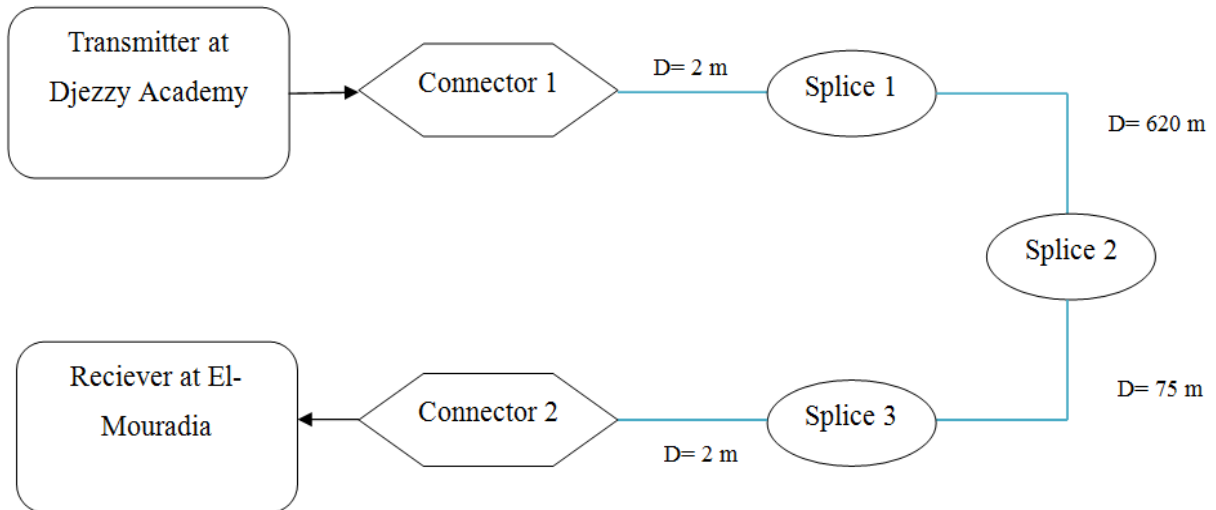 Transmitter at
Djezzy Academy
Connector 1
D= 2 m
Splice 1
D= 620 m
Splice 2
D= 75 m
Splice 3
D= 2 m
Connector 2
Reciever at El-
Mouradia